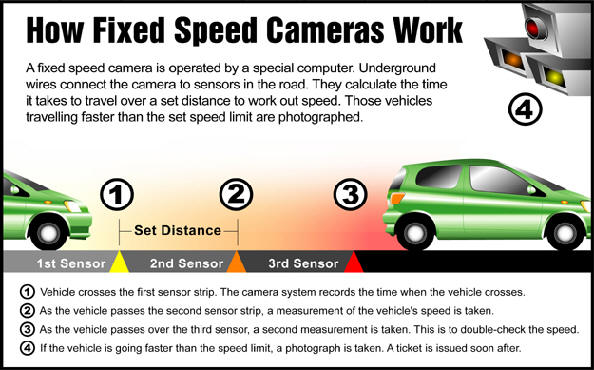 How Fixed Speed Cameras Work
A fixed speed camera is operated by a special computer. Underground
wires connect the camera to sensors in the road. They calculate the time
it takes to travel over a set distance to work out speed. Those vehicles
travelling faster than the set speed limit are photographed.
4
1 2 3
Set Distance
1st Sensor 2nd Sensor 3rd Sensor
1 Vehicle crosses the first sensor strip. The camera system records the time when the vehicle crosses.
2 As the vehicle passes the second sensor strip, a measurement of the vehicle's speed is taken.
3 As the vehicle passes over the third sensor, a second measurement is taken. This is to double-check the speed.
4 If the vehicle is going faster than the speed limit, a photograph is taken. A ticket is issued soon after.